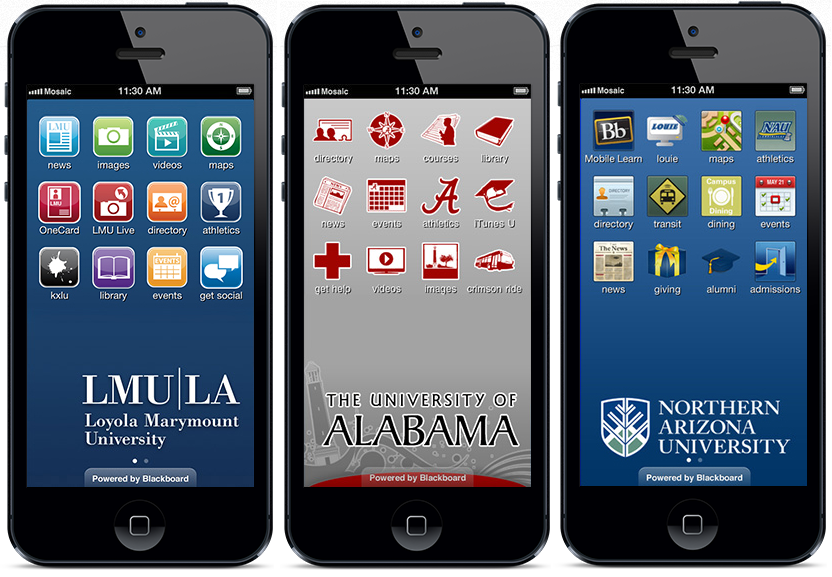 Mosaic 11:30 AM
LMU
news images videos maps
LMU
OneCard LMU Live directory athletics
1
EVENTS
kxlu library events get social
LMU|LA
Loyola Marymount
University
Powered by Blackboard
Mosaic 11:30 AM
directory maps courses library
A
news events athletics iTunes U
get help videos images crimson ride
THE UNIVERSITY OF
ALABAMA
Powered by Blackboard
Mosaic 11:30 AM
Bb LOUIE NAU
Mobile Learn louie maps athletics
DIRECTORY Campus Dining MAY 21
directory transit dining events
The News
news giving alumni admissions
NORTHERN
ARIZONA
UNIVERSITY
Powered by Blackboard